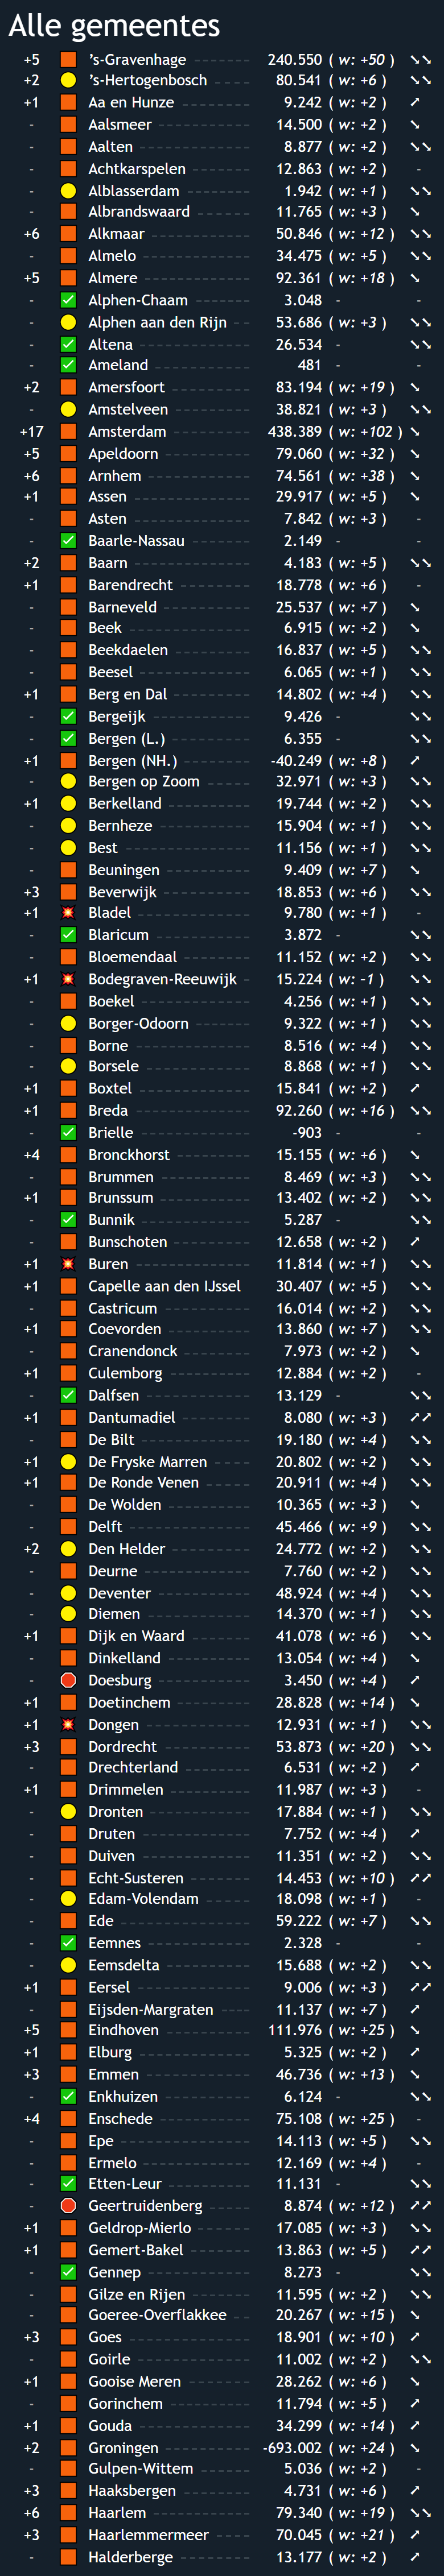 Alle gemeentes
+5 's-Gravenhage 240.550 ( w: +50 )
+2 's-Hertogenbosch 80.541 ( w: +6 )
+1 Aa en Hunze 9.242 ( w: +2 )
- Aalsmeer 14.500 ( w: +2 )
- Aalten 8.877 ( w: +2 )
- Achtkarspelen 12.863 ( w: +2 ) -
- Alblasserdam 1.942 ( w: +1 )
- Albrandswaard 11.765 ( w: +3 )
+6 Alkmaar 50.846 ( w: +12 )
- Almelo 34.475 ( w: +5 )
+5 Almere 92.361 ( w: +18 )
- Alphen-Chaam 3.048 - -
- Alphen aan den Rijn 53.686 ( w: +3 )
- Altena 26.534 -
- Ameland 481 - -
+2 Amersfoort 83.194 ( w: +19 )
- Amstelveen 38.821 ( w: +3 )
+17 Amsterdam 438.389 ( w: +102 )
+5 Apeldoorn 79.060 ( w: +32 )
+6 Arnhem 74.561 ( w: +38 )
+1 Assen 29.917 ( w: +5 )
- Asten 7.842 ( w: +3 ) -
- Baarle-Nassau 2.149 - -
+2 Baarn 4.183 ( w: +5 )
+1 Barendrecht 18.778 ( w: +6 ) -
- Barneveld 25.537 ( w: +7 )
- Beek 6.915 ( w: +2 )
- Beekdaelen 16.837 ( w: +5 )
- Beesel 6.065 ( w: +1 )
+1 Berg en Dal 14.802 ( w: +4 )
- Bergeijk 9.426 -
- Bergen (L.) 6.355 -
+1 Bergen (NH.) -40.249 ( w: +8 )
- Bergen op Zoom 32.971 ( w: +3 )
+1 Berkelland 19.744 ( w: +2 )
- Bernheze 15.904 ( w: +1 )
- Best 11.156 ( w: +1 )
- Beuningen 9.409 ( w: +7 )
+3 Beverwijk 18.853 ( w: +6 )
+1 Bladel 9.780 ( w: +1 ) -
- Blaricum 3.872 -
- Bloemendaal 11.152 ( w: +2 )
+1 Bodegraven-Reeuwijk 15.224 ( w: -1 )
- Boekel 4.256 ( w: +1 )
- Borger-Odoorn 9.322 ( w: +1 )
- Borne 8.516 ( w: +4 )
- Borsele 8.868 ( w: +1 )
+1 Boxtel 15.841 ( w: +2 )
+1 Breda 92.260 ( w: +16 )
- Brielle -903 - -
+4 Bronckhorst 15.155 ( w: +6 )
- Brummen 8.469 ( w: +3 )
+1 Brunssum 13.402 ( w: +2 )
- Bunnik 5.287 -
- Bunschoten 12.658 ( w: +2 )
+1 Buren 11.814 ( w: +1 )
+1 Capelle aan den IJssel 30.407 ( w: +5 )
- Castricum 16.014 ( w: +2 )
+1 Coevorden 13.860 ( w: +7 )
- Cranendonck 7.973 ( w: +2 )
+1 Culemborg 12.884 ( w: +2 ) -
- Dalfsen 13.129 -
+1 Dantumadiel 8.080 ( w: +3 )
- De Bilt 19.180 ( w: +4 )
+1 De Fryske Marren 20.802 ( w: +2 )
+1 De Ronde Venen 20.911 ( w: +4 )
- De Wolden 10.365 ( w: +3 )
- Delft 45.466 ( w: +9 )
+2 Den Helder 24.772 ( w: +2 )
- Deurne 7.760 ( w: +2 )
- Deventer 48.924 ( w: +4 )
- Diemen 14.370 ( w: +1 )
+1 Dijk en Waard 41.078 ( w: +6 )
- Dinkelland 13.054 ( w: +4 )
- Doesburg 3.450 ( w: +4 )
+1 Doetinchem 28.828 ( w: +14 )
+1 Dongen 12.931 ( w: +1 )
+3 Dordrecht 53.873 ( w: +20 )
- Drechterland 6.531 ( w: +2 )
+1 Drimmelen 11.987 ( w: +3 ) -
- Dronten 17.884 ( w: +1 )
- Druten 7.752 ( w: +4 )
- Duiven 11.351 ( w: +2 )
- Echt-Susteren 14.453 ( w: +10 )
- Edam-Volendam 18.098 ( w: +1 ) -
- Ede 59.222 ( w: +7 )
- Eemnes 2.328 - -
- Eemsdelta 15.688 ( w: +2 )
+1 Eersel 9.006 ( w: +3 )
- Eijsden-Margraten 11.137 ( w: +7 )
+5 Eindhoven 111.976 ( w: +25 )
+1 Elburg 5.325 ( w: +2 )
+3 Emmen 46.736 ( w: +13 )
- Enkhuizen 6.124 -
+4 Enschede 75.108 ( w: +25 ) -
- Epe 14.113 ( w: +5 )
- Ermelo 12.169 ( w: +4 ) -
- Etten-Leur 11.131 -
- Geertruidenberg 8.874 ( w: +12 )
+1 Geldrop-Mierlo 17.085 ( w: +3 )
+1 Gemert-Bakel 13.863 ( w: +5 )
- Gennep 8.273 -
- Gilze en Rijen 11.595 ( w: +2 )
- Goeree-Overflakkee 20.267 ( w: +15 )
+3 Goes 18.901 ( w: +10 )
- Goirle 11.002 ( w: +2 )
+1 Gooise Meren 28.262 ( w: +6 )
- Gorinchem 11.794 ( w: +5 )
+1 Gouda 34.299 ( w: +14 )
+2 Groningen -693.002 ( w: +24 )
- Gulpen-Wittem 5.036 ( w: +2 ) -
+3 Haaksbergen 4.731 ( w: +6 )
+6 Haarlem 79.340 ( w: +19 )
+3 Haarlemmermeer 70.045 ( w: +21 )
- Halderberge 13.177 ( w: +2 )